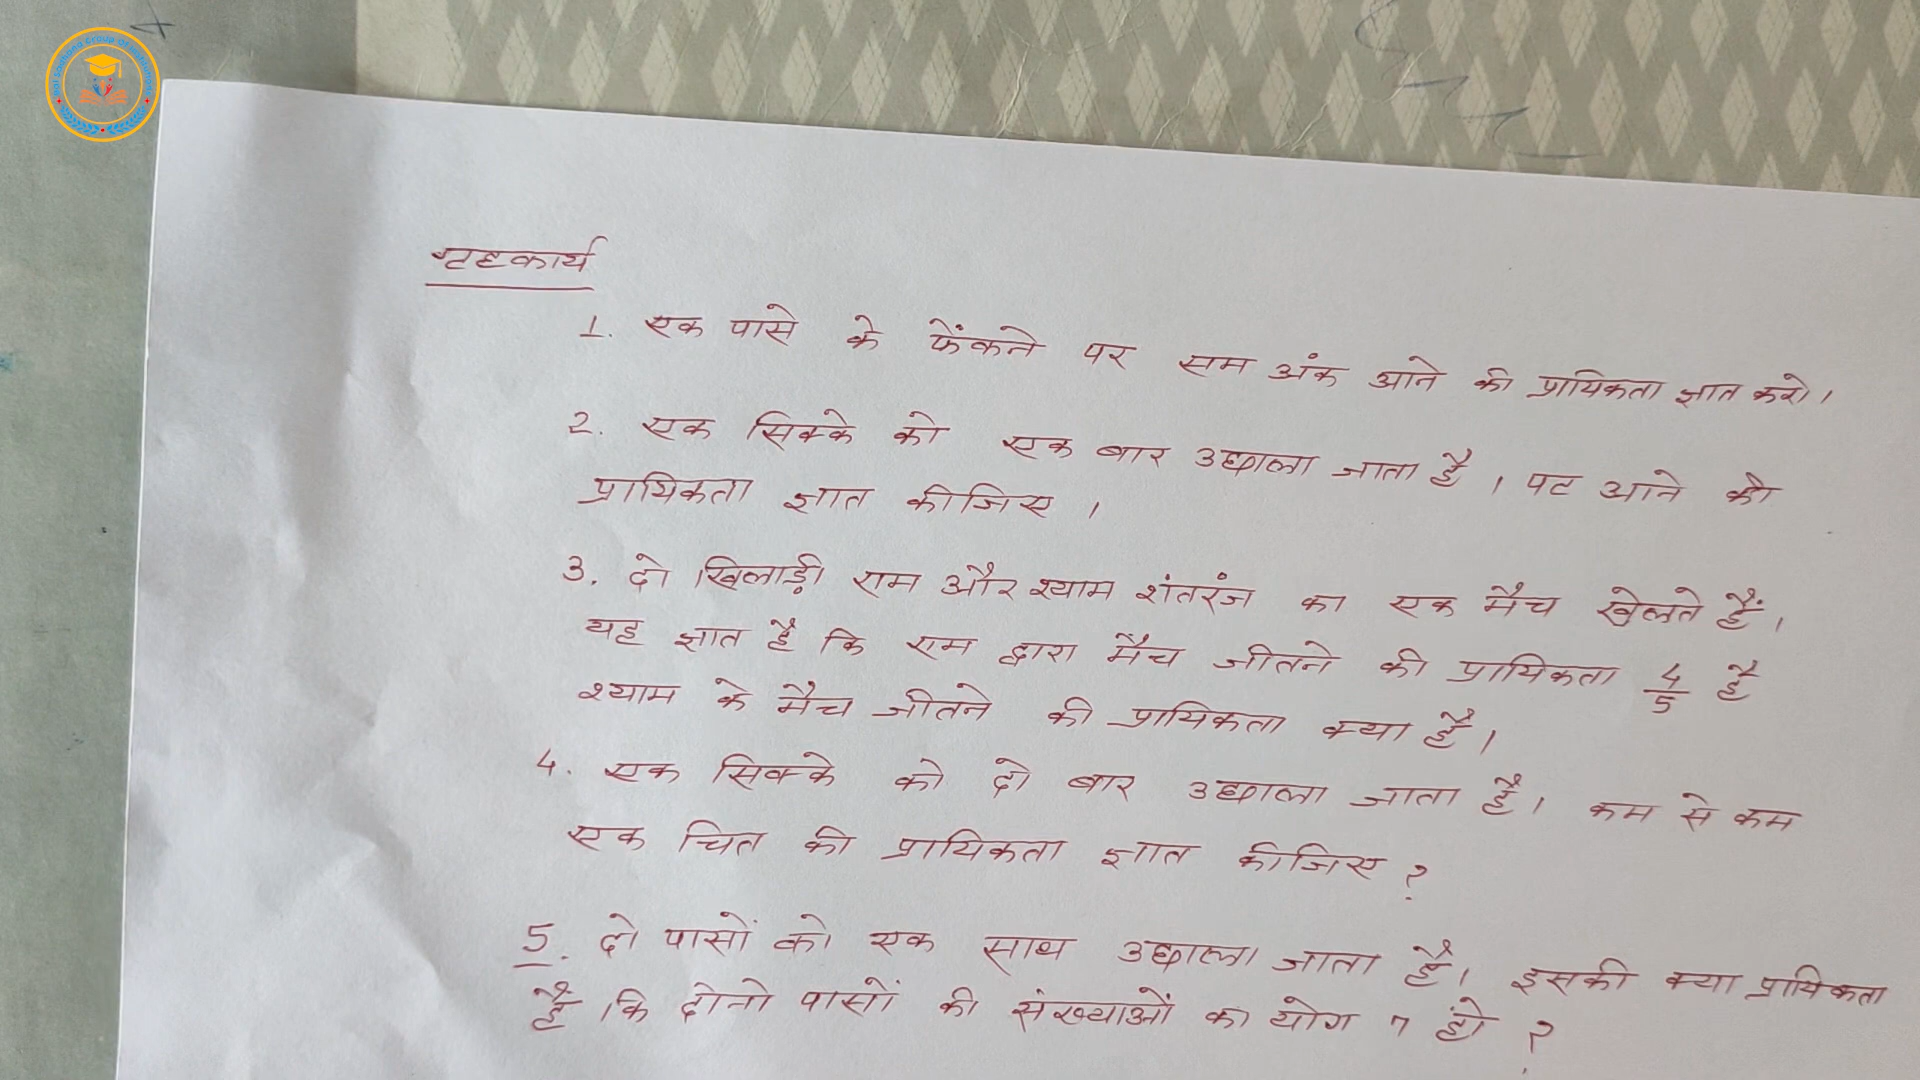 गृहकार्य
1. एक पासे के फेंकने पर सम अंक आने की प्रायिकता ज्ञात करो।
2. एक सिक्के को एक बार उछाला जाता है, पट आने की
प्रायिकता ज्ञात कीजिए।
3. दो खिलाड़ी राम और श्याम शंतरंज का एक मैच खेलते हैं,
यह ज्ञात है कि राम द्वारा मैच जीतने की प्रायिकता 4/5 है
श्याम के मैच जीतने की प्रायिकता क्या है।
4. एक सिक्के को दो बार उछाला जाता है। कम से कम
एक चित की प्रायिकता ज्ञात कीजिए?
5. दो पासों को एक साथ उछाला जाता है। इसकी क्या प्रायिकता
है कि दोनो पासों की संख्याओं का योग 7 हो ?